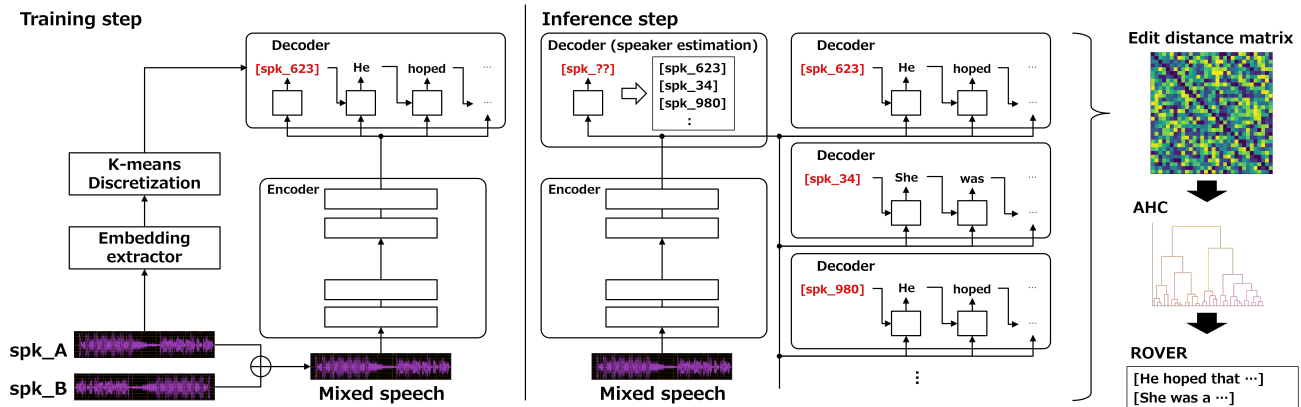 Training step
Decoder
[spk_623]
He
hoped
...
...
K-means
Discretization
Embedding
extractor
Encoder
spk_A
spk_B
Mixed speech
Inference step
Decoder (speaker estimation)
[spk_??]
[spk_623]
[spk_34]
[spk_980]
:
Encoder
Mixed speech
Decoder
[spk_623]
He
hoped
...
...
Decoder
[spk_34]
She
was
...
...
Decoder
[spk_980]
He
hoped
...
...
⋮
Edit distance matrix
AHC
ROVER
[He hoped that ⋯]
[She was a ⋯]